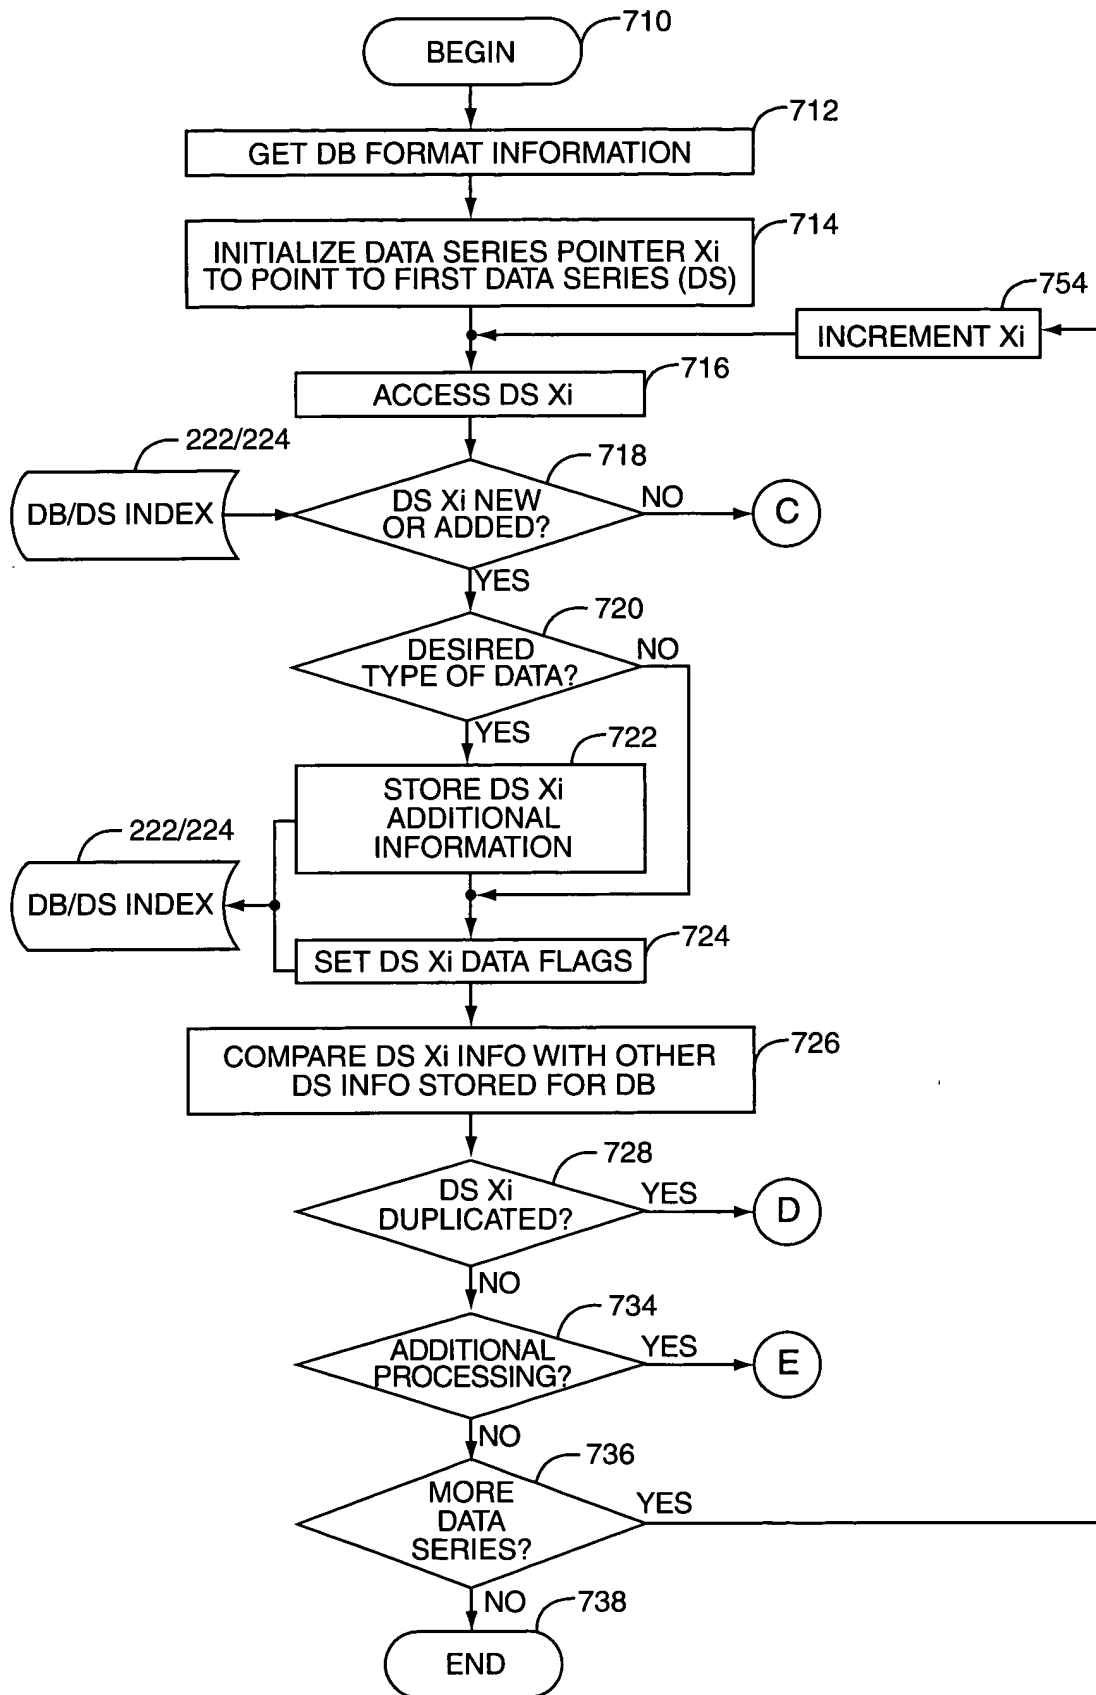 BEGIN
710
712
GET DB FORMAT INFORMATION
714
INITIALIZE DATA SERIES POINTER Xi
TO POINT TO FIRST DATA SERIES (DS)
754
INCREMENT Xi
716
ACCESS DS Xi
222/224
DB/DS INDEX
718
DS Xi NEW
OR ADDED?
NO
C
YES
720
DESIRED
TYPE OF DATA?
NO
YES
722
STORE DS Xi
ADDITIONAL
INFORMATION
222/224
DB/DS INDEX
724
SET DS Xi DATA FLAGS
726
COMPARE DS Xi INFO WITH OTHER
DS INFO STORED FOR DB
728
DS Xi
DUPLICATED?
YES
D
NO
734
ADDITIONAL
PROCESSING?
YES
E
NO
736
MORE
DATA
SERIES?
YES
NO
738
END